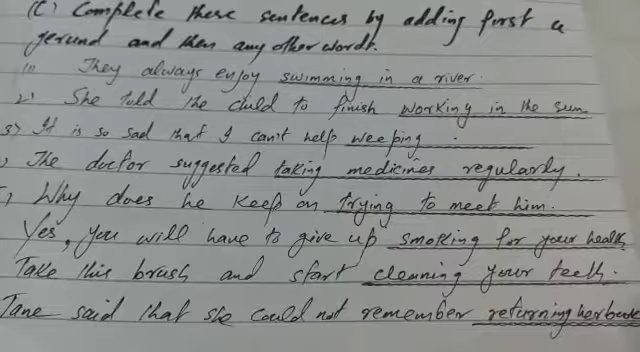 (C) Complete these sentences by adding first a
gerund and then any other words.
1) They always enjoy swimming in a river.
2) She told the child to finish working in the sun
3) It is so sad that I can't help weeping.
The doctor suggested taking medicines regularly.
Why does he keep on trying to meet him.
Yes, you will have to give up smoking for your health
Take this brush and start cleaning your teeth.
Jane said that she could not remember returning her book